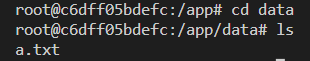 root@c6dff05bdefc:/app# cd data
root@c6dff05bdefc:/app/data# ls
a.txt